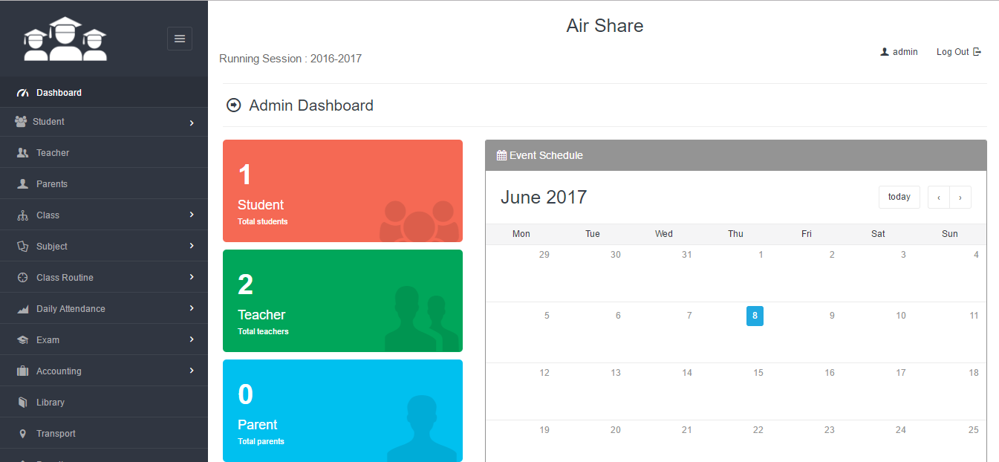 Air Share
Running Session : 2016-2017
admin
Log Out
Dashboard
Student
Teacher
Parents
Class
Subject
Class Routine
Daily Attendance
Exam
Accounting
Library
Transport
Admin Dashboard
1
Student
Total students
2
Teacher
Total teachers
0
Parent
Total parents
Event Schedule
June 2017
today
‹ ›
Mon Tue Wed Thu Fri Sat Sun
29 30 31 1 2 3 4
5 6 7 8 9 10 11
12 13 14 15 16 17 18
19 20 21 22 23 24 25